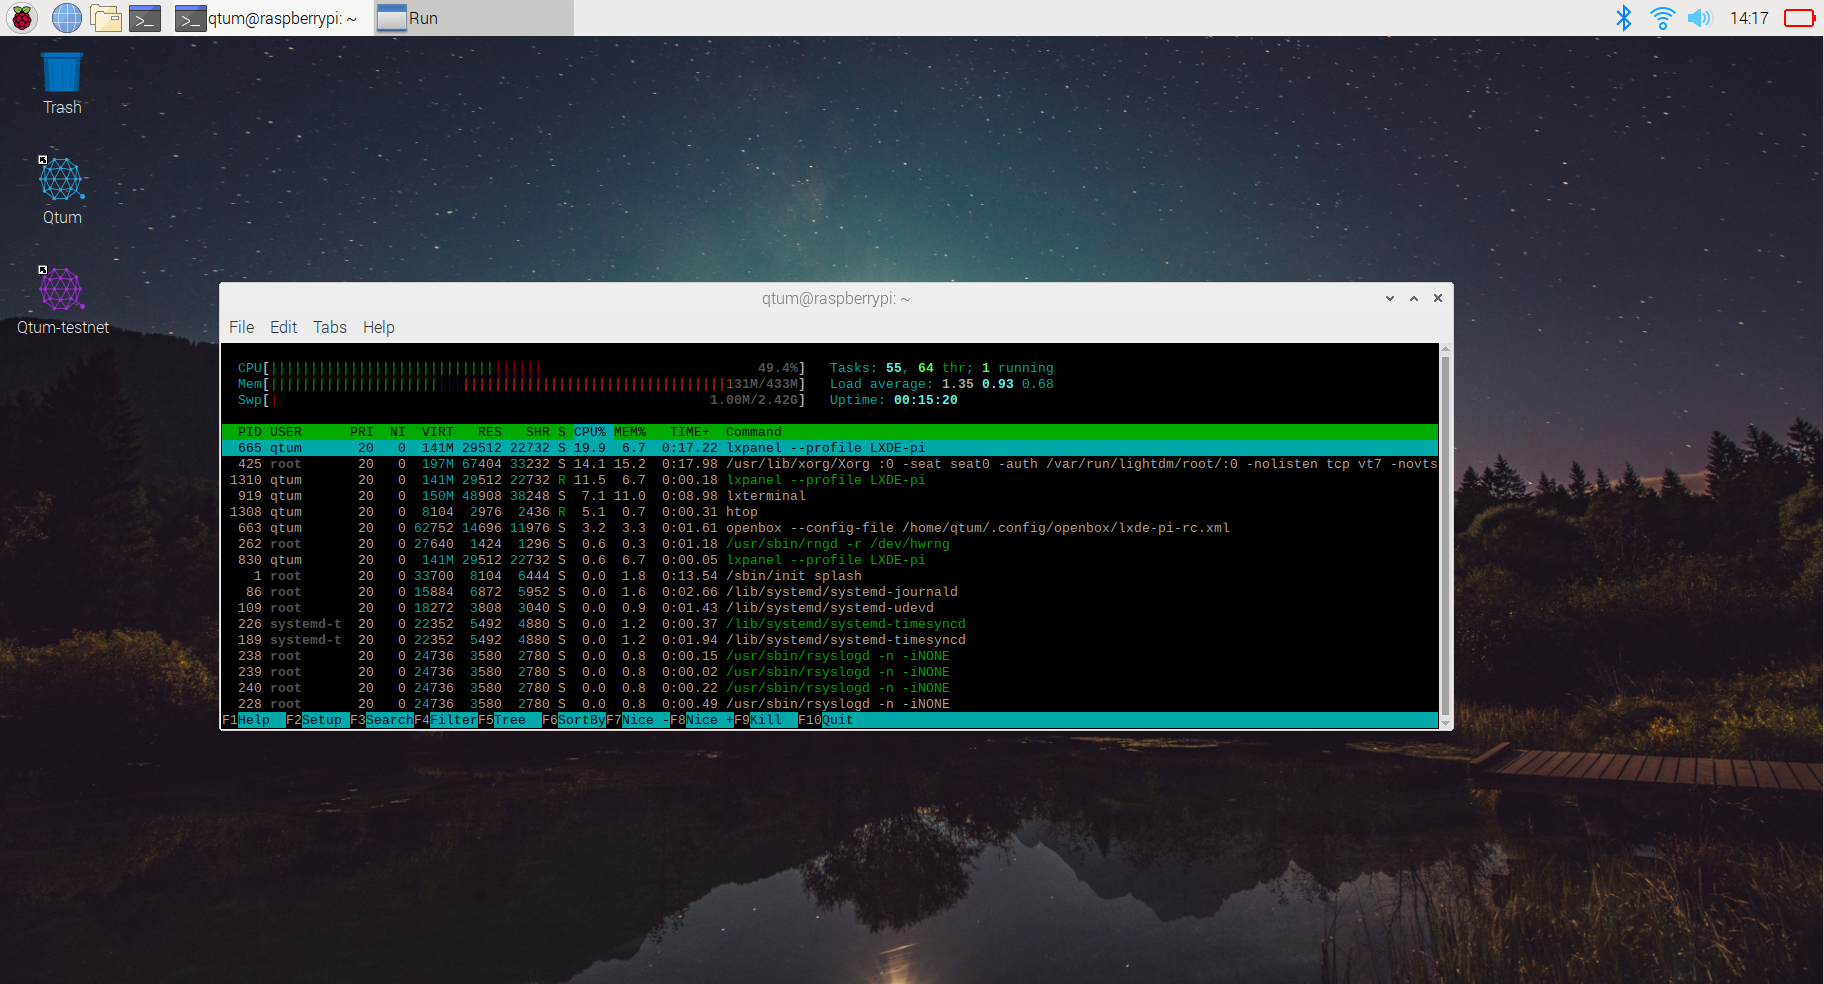 qtum@raspberrypi: ~ Run 14:17
Trash
Qtum
Qtum-testnet
qtum@raspberrypi: ~
File Edit Tabs Help
CPU[||||||||||||||||||||||||||||||||||                           49.4%] Tasks: 55, 64 thr; 1 running
Mem[|||||||||||||||||||||||||||||||||||||||||||||||||||||||||131M/433M] Load average: 1.35 0.93 0.68
Swp[|                                                      1.00M/2.42G] Uptime: 00:15:20
PID USER PRI NI VIRT RES SHR S CPU% MEM% TIME+ Command
665 qtum 20 0 141M 29512 22732 S 19.9 6.7 0:17.22 lxpanel --profile LXDE-pi
425 root 20 0 197M 67404 33232 S 14.1 15.2 0:17.98 /usr/lib/xorg/Xorg :0 -seat seat0 -auth /var/run/lightdm/root/:0 -nolisten tcp vt7 -novts
1310 qtum 20 0 141M 29512 22732 R 11.5 6.7 0:00.18 lxpanel --profile LXDE-pi
919 qtum 20 0 150M 48908 38248 S 7.1 11.0 0:08.98 lxterminal
1308 qtum 20 0 8104 2976 2436 R 5.1 0.7 0:00.31 htop
663 qtum 20 0 62752 14696 11976 S 3.2 3.3 0:01.61 openbox --config-file /home/qtum/.config/openbox/lxde-pi-rc.xml
262 root 20 0 27640 1424 1296 S 0.6 0.3 0:01.18 /usr/sbin/rngd -r /dev/hwrng
830 qtum 20 0 141M 29512 22732 S 0.6 6.7 0:00.05 lxpanel --profile LXDE-pi
1 root 20 0 33700 8104 6444 S 0.0 1.8 0:13.54 /sbin/init splash
86 root 20 0 15884 6872 5952 S 0.0 1.6 0:02.66 /lib/systemd/systemd-journald
109 root 20 0 18272 3808 3040 S 0.0 0.9 0:01.43 /lib/systemd/systemd-udevd
226 systemd-t 20 0 22352 5492 4880 S 0.0 1.2 0:00.37 /lib/systemd/systemd-timesyncd
189 systemd-t 20 0 22352 5492 4880 S 0.0 1.2 0:01.94 /lib/systemd/systemd-timesyncd
238 root 20 0 24736 3580 2780 S 0.0 0.8 0:00.15 /usr/sbin/rsyslogd -n -iNONE
239 root 20 0 24736 3580 2780 S 0.0 0.8 0:00.02 /usr/sbin/rsyslogd -n -iNONE
240 root 20 0 24736 3580 2780 S 0.0 0.8 0:00.22 /usr/sbin/rsyslogd -n -iNONE
228 root 20 0 24736 3580 2780 S 0.0 0.8 0:00.49 /usr/sbin/rsyslogd -n -iNONE
F1Help F2Setup F3SearchF4FilterF5Tree F6SortByF7Nice -F8Nice +F9Kill F10Quit